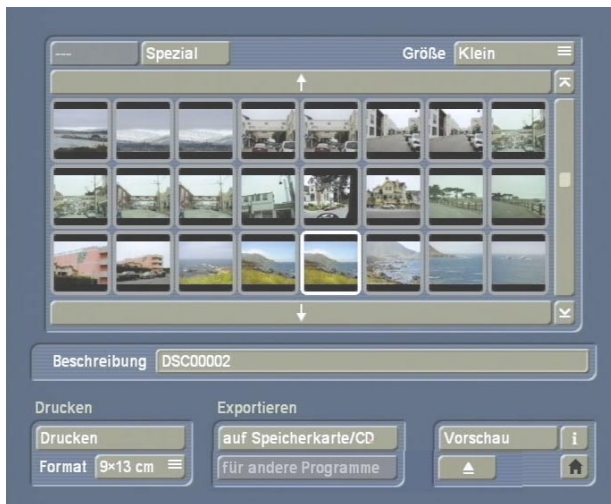 ---
Spezial
Größe Klein
Beschreibung DSC00002
Drucken
Drucken
Format 9×13 cm
Exportieren
auf Speicherkarte/CD
für andere Programme
Vorschau i